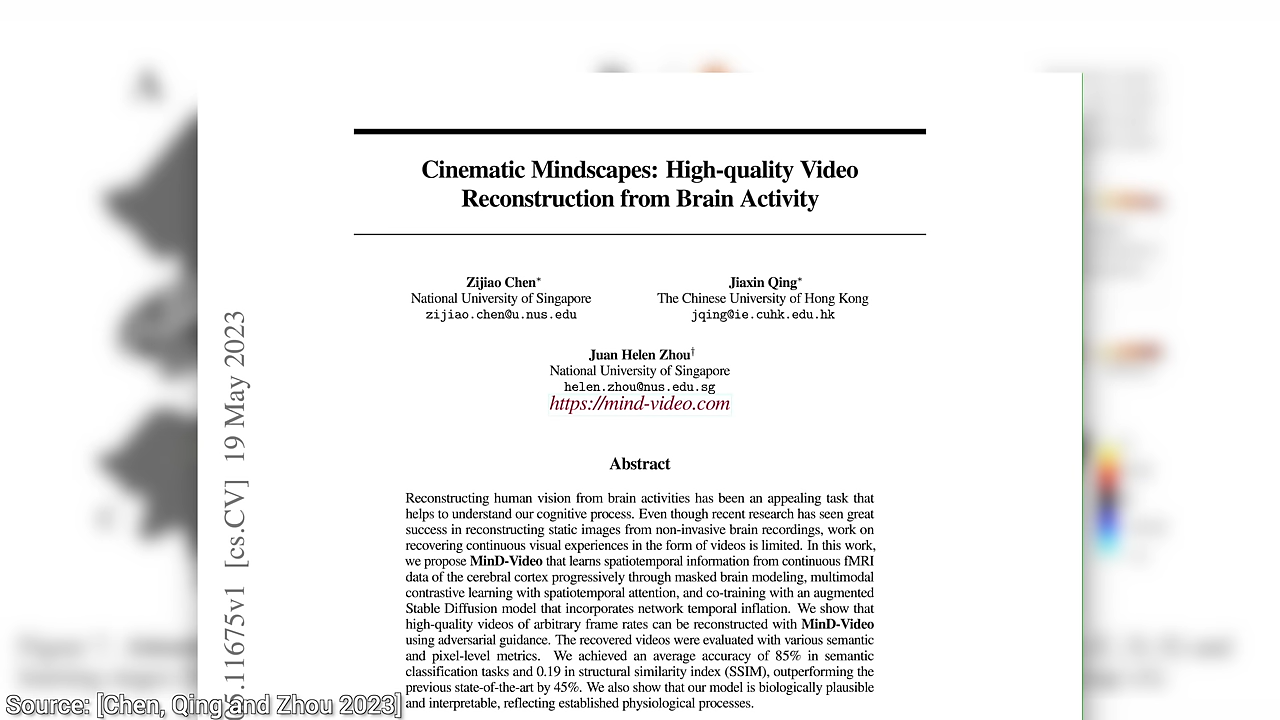 Cinematic Mindscapes: High-quality Video
Reconstruction from Brain Activity
Zijiao Chen*
National University of Singapore
zijiao.chen@u.nus.edu
Jiaxin Qing*
The Chinese University of Hong Kong
jqing@ie.cuhk.edu.hk
Juan Helen Zhou†
National University of Singapore
helen.zhou@nus.edu.sg
https://mind-video.com
Abstract
Reconstructing human vision from brain activities has been an appealing task that
helps to understand our cognitive process. Even though recent research has seen great
success in reconstructing static images from non-invasive brain recordings, work on
recovering continuous visual experiences in the form of videos is limited. In this work,
we propose MinD-Video that learns spatiotemporal information from continuous fMRI
data of the cerebral cortex progressively through masked brain modeling, multimodal
contrastive learning with spatiotemporal attention, and co-training with an augmented
Stable Diffusion model that incorporates network temporal inflation. We show that
high-quality videos of arbitrary frame rates can be reconstructed with MinD-Video
using adversarial guidance. The recovered videos were evaluated with various semantic
and pixel-level metrics. We achieved an average accuracy of 85% in semantic
classification tasks and 0.19 in structural similarity index (SSIM), outperforming the
previous state-of-the-art by 45%. We also show that our model is biologically plausible
and interpretable, reflecting established physiological processes.
5.11675v1 [cs.CV] 19 May 2023
Source: [Chen, Qing and Zhou 2023]